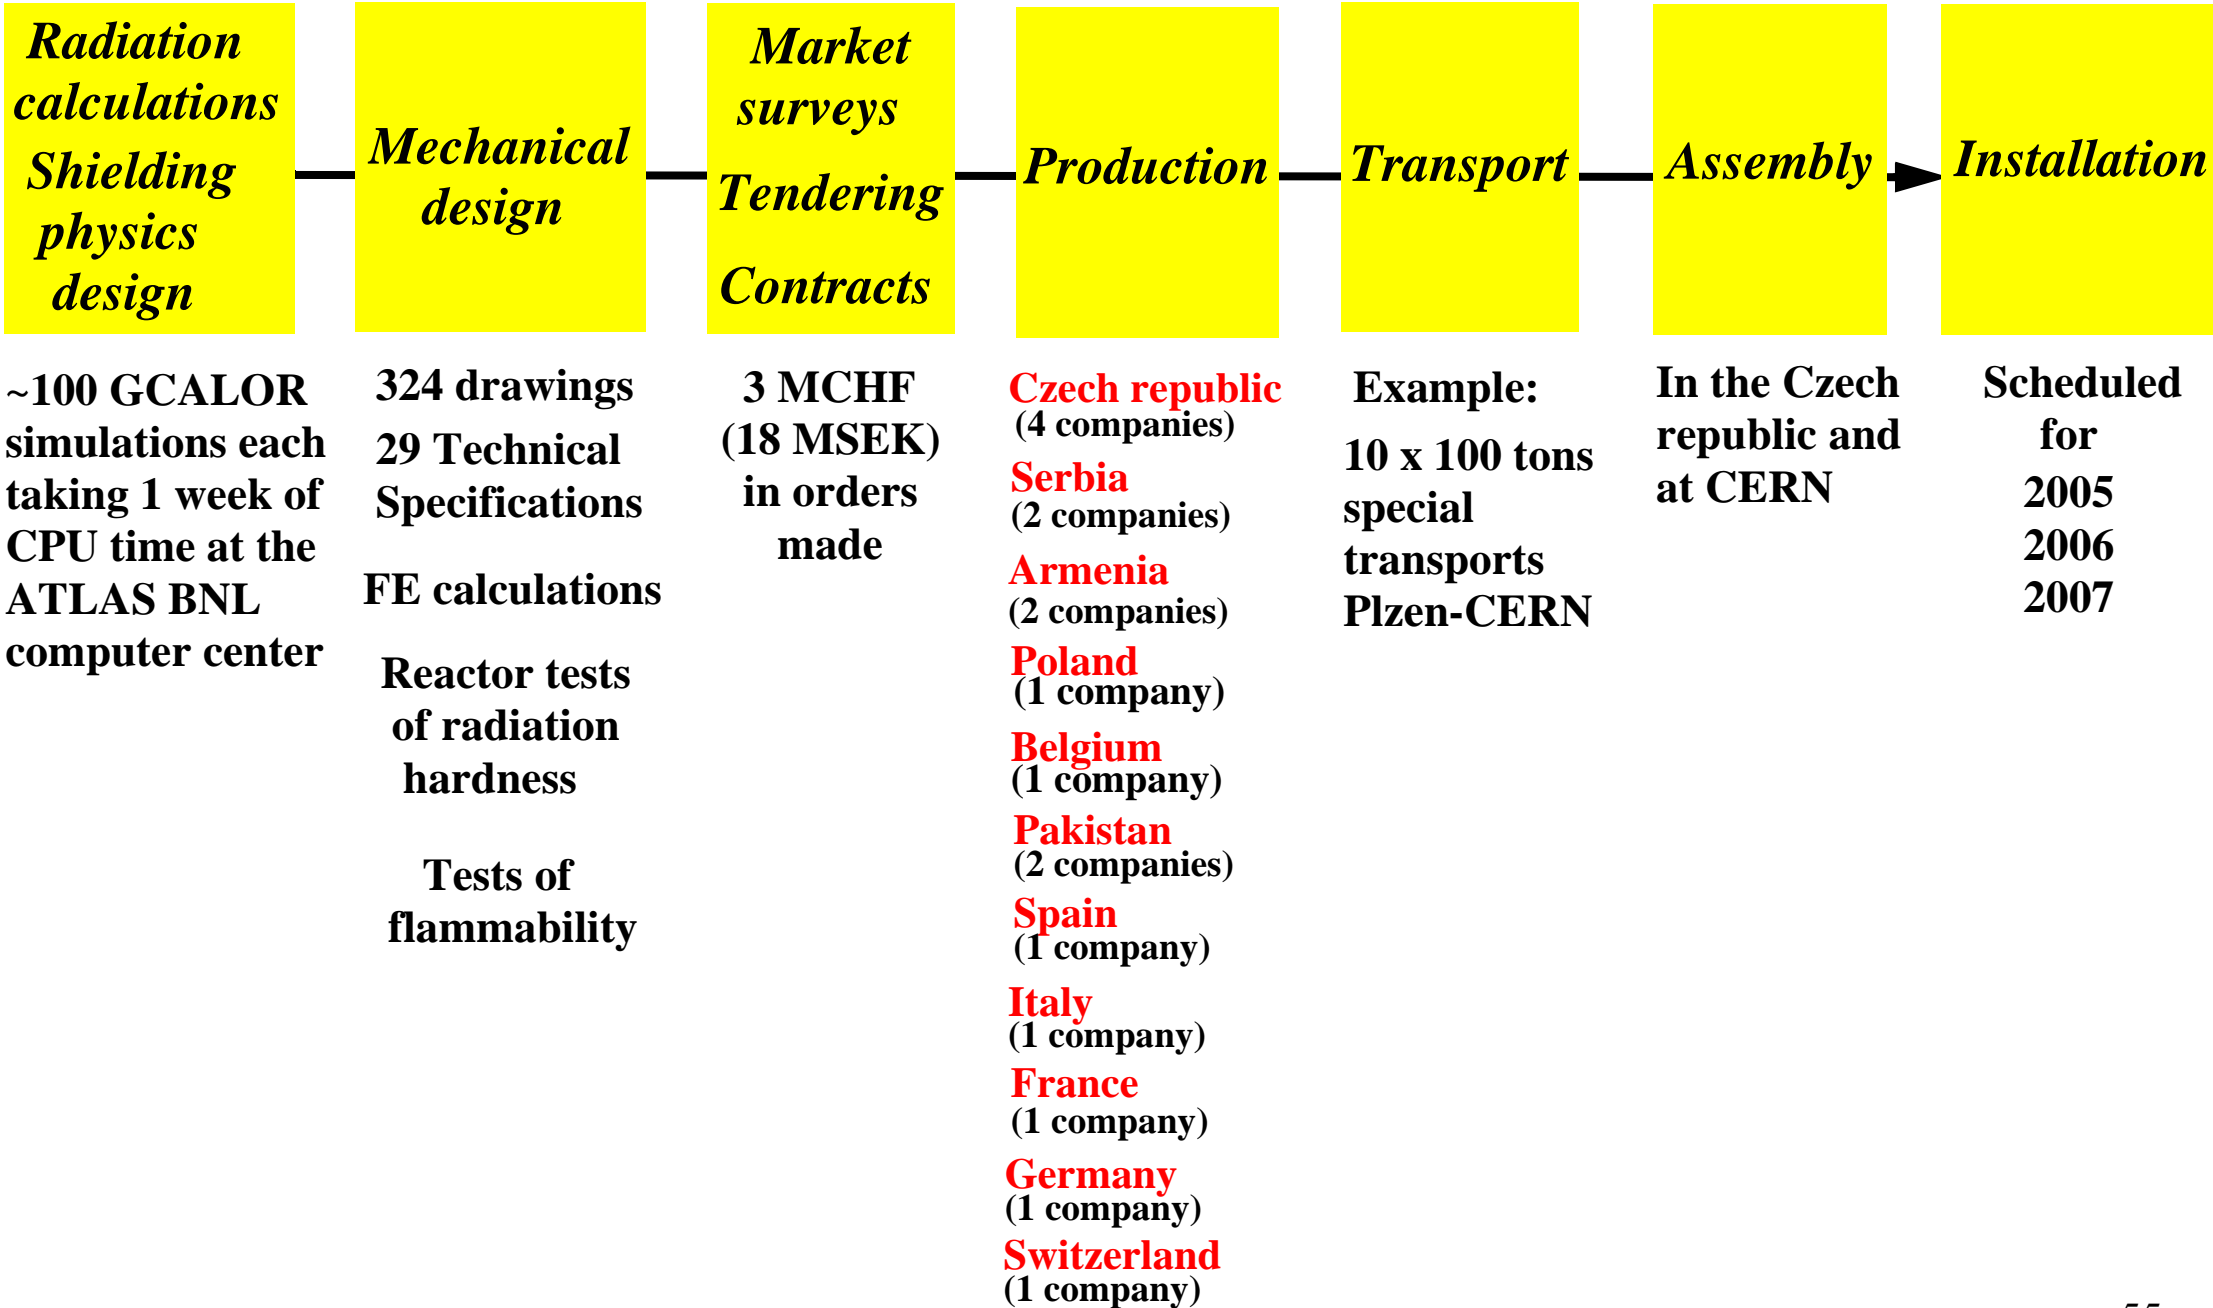 Radiation
calculations
Shielding
physics
design
Mechanical
design
Market
surveys
Tendering
Contracts
Production
Transport
Assembly
Installation
~100 GCALOR
simulations each
taking 1 week of
CPU time at the
ATLAS BNL
computer center
324 drawings
29 Technical
Specifications
FE calculations
Reactor tests
of radiation
hardness
Tests of
flammability
3 MCHF
(18 MSEK)
in orders
made
Czech republic
(4 companies)
Serbia
(2 companies)
Armenia
(2 companies)
Poland
(1 company)
Belgium
(1 company)
Pakistan
(2 companies)
Spain
(1 company)
Italy
(1 company)
France
(1 company)
Germany
(1 company)
Switzerland
(1 company)
Example:
10 x 100 tons
special
transports
Plzen-CERN
In the Czech
republic and
at CERN
Scheduled
for
2005
2006
2007